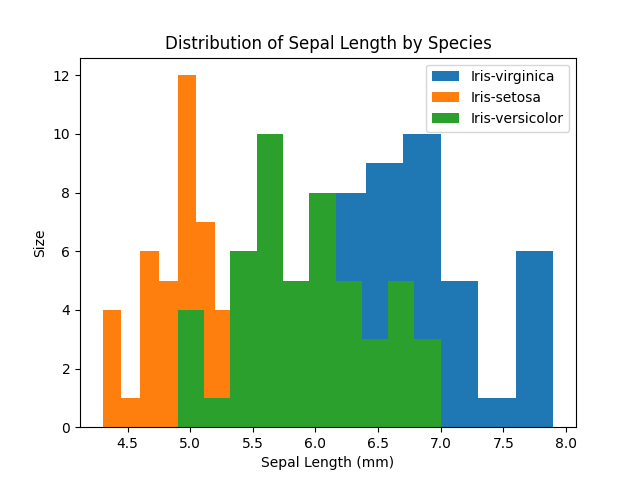 Distribution of Sepal Length by Species
Iris-virginica
Iris-setosa
Iris-versicolor
Size
12
10
8
6
4
2
0
4.5 5.0 5.5 6.0 6.5 7.0 7.5 8.0
Sepal Length (mm)